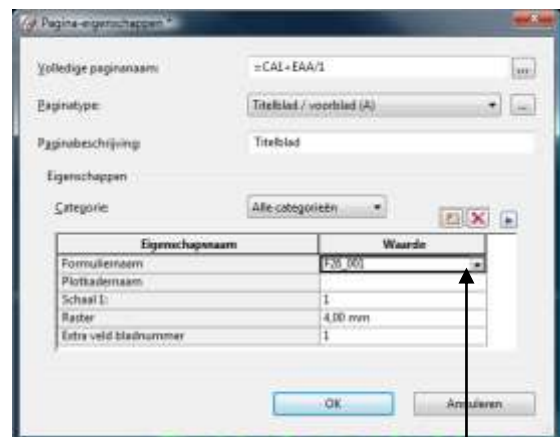 Pagina-eigenschappen *
Volledige paginanaam: =CA1+EAA/1 ...
Paginatype: Titelblad / voorblad (A) ...
Paginabeschrijving: Titelblad
Eigenschappen
Categorie: Alle categorieën
Eigenschapsnaam Waarde
Formuliernaam F26_001
Plotkadernaam
Schaal 1: 1
Raster 4,00 mm
Extra veld bladnummer 1
OK Annuleren